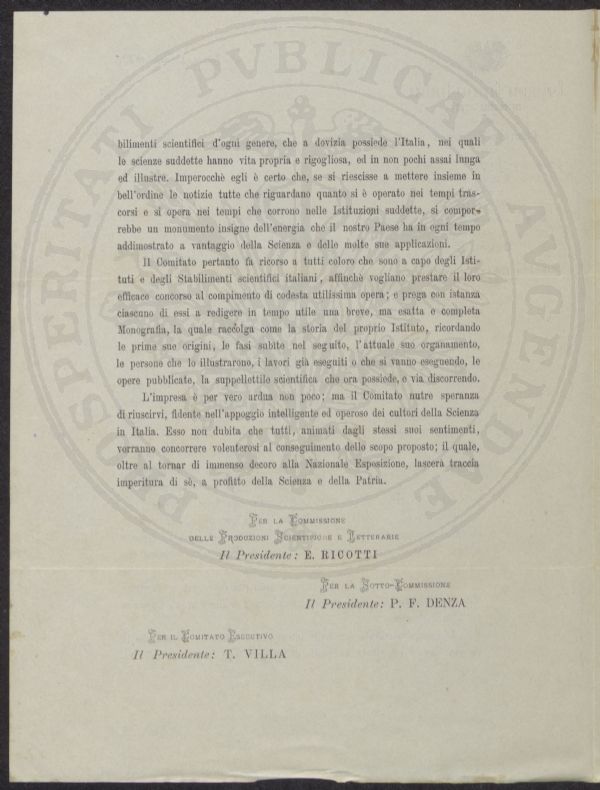 PROSPERITATI PVBLICAE AVGENDAE
bilimenti scientifici d'ogni genere, che a dovizia possiede l'Italia, nei quali
le scienze suddette hanno vita propria e rigogliosa, ed in non pochi assai lunga
ed illustre. Imperocchè egli è certo che, se si riescisse a mettere insieme in
bell'ordine le notizie tutte che riguardano quanto si è operato nei tempi tras-
corsi e si opera nei tempi che corrono nelle Istituzioni suddette, si compor-
rebbe un monumento insigne dell'energia che il nostro Paese ha in ogni tempo
addimostrato a vantaggio della Scienza e delle molte sue applicazioni.
Il Comitato pertanto fa ricorso a tutti coloro che sono a capo degli Isti-
tuti e degli Stabilimenti scientifici italiani, affinchè vogliano prestare il loro
efficace concorso al compimento di codesta utilissima opera; e prega con istanza
ciascuno di essi a redigere in tempo utile una breve, ma esatta e completa
Monografia, la quale raccolga come la storia del proprio Istituto, ricordando
le prime sue origini, le fasi subite nel seguito, l'attuale suo organamento,
le persone che lo illustrarono, i lavori già eseguiti o che si vanno eseguendo, le
opere pubblicate, la suppellettile scientifica che ora possiede, e via discorrendo.
L'impresa è per vero ardua non poco; ma il Comitato nutre speranza
di riuscirvi, fidente nell'appoggio intelligente ed operoso dei cultori della Scienza
in Italia. Esso non dubita che tutti, animati dagli stessi suoi sentimenti,
vorranno concorrere volenterosi al conseguimento dello scopo proposto; il quale,
oltre al tornar di immenso decoro alla Nazionale Esposizione, lascerà traccia
imperitura di sè, a profitto della Scienza e della Patria.
PER LA COMMISSIONE
DELLE PRODUZIONI SCIENTIFICHE E LETTERARIE
Il Presidente: E. RICOTTI
PER LA SOTTO-COMMISSIONE
Il Presidente: P. F. DENZA
PER IL COMITATO ESECUTIVO
Il Presidente: T. VILLA